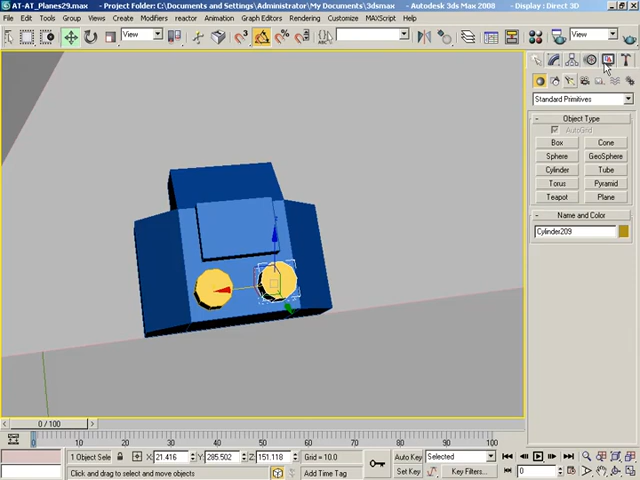 AT-AT_Planes29.max - Project Folder: C:\Documents and Settings\Administrator\My Documents\3dsmax - Autodesk 3ds Max 2008 - Display : Direct 3D
File Edit Tools Group Views Create Modifiers reactor Animation Graph Editors Rendering Customize MAXScript Help
View View
Standard Primitives
Object Type
AutoGrid
Box Cone
Sphere GeoSphere
Cylinder Tube
Torus Pyramid
Teapot Plane
Name and Color
Cylinder209
0 / 100
0 10 20 30 40 50 60 70 80 90 100
1 Object Sele X: 21.416 Y: 285.502 Z: 151.118 Grid = 10.0 Auto Key Selected
Click and drag to select and move objects Add Time Tag Set Key Key Filters... 0